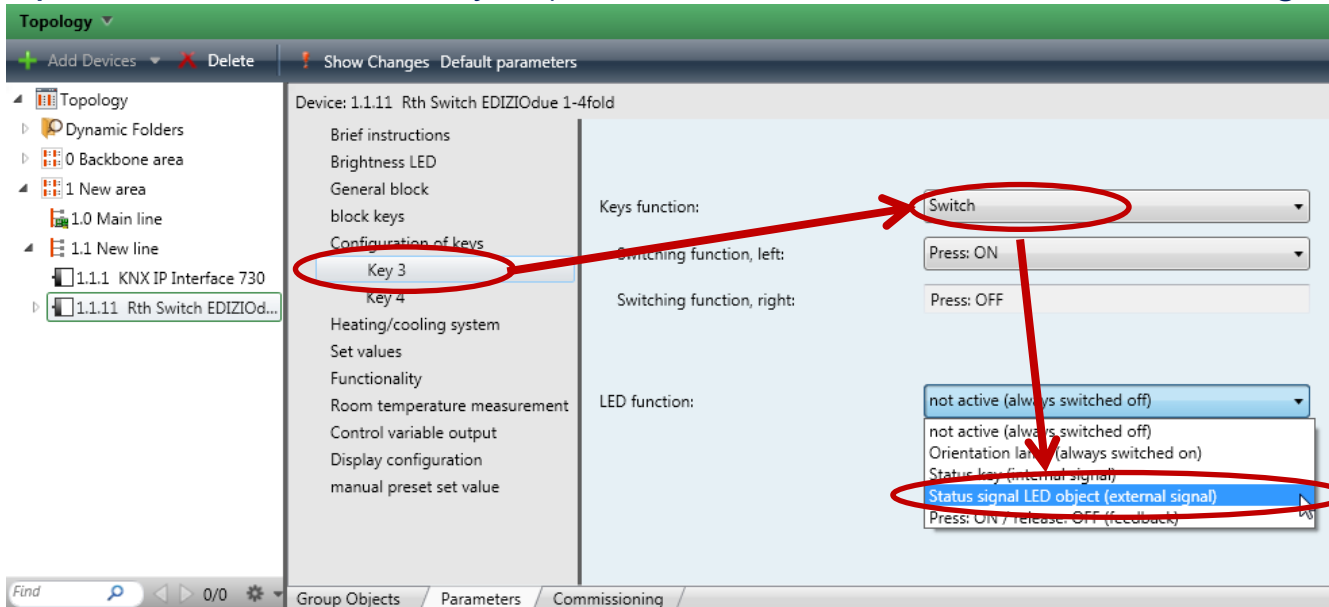 Topology
Add Devices Delete Show Changes Default parameters
Topology
Dynamic Folders
0 Backbone area
1 New area
1.0 Main line
1.1 New line
1.1.1 KNX IP Interface 730
1.1.11 Rth Switch EDIZIOd...
Device: 1.1.11 Rth Switch EDIZIOdue 1-4fold
Brief instructions
Brightness LED
General block
block keys
Configuration of keys
Key 3
Key 4
Heating/cooling system
Set values
Functionality
Room temperature measurement
Control variable output
Display configuration
manual preset set value
Keys function: Switch
Switching function, left: Press: ON
Switching function, right: Press: OFF
LED function: not active (always switched off)
not active (always switched off)
Orientation lamp (always switched on)
Status key (internal signal)
Status signal LED object (external signal)
Press: ON / release: OFF (feedback)
Find 0/0
Group Objects Parameters Commissioning